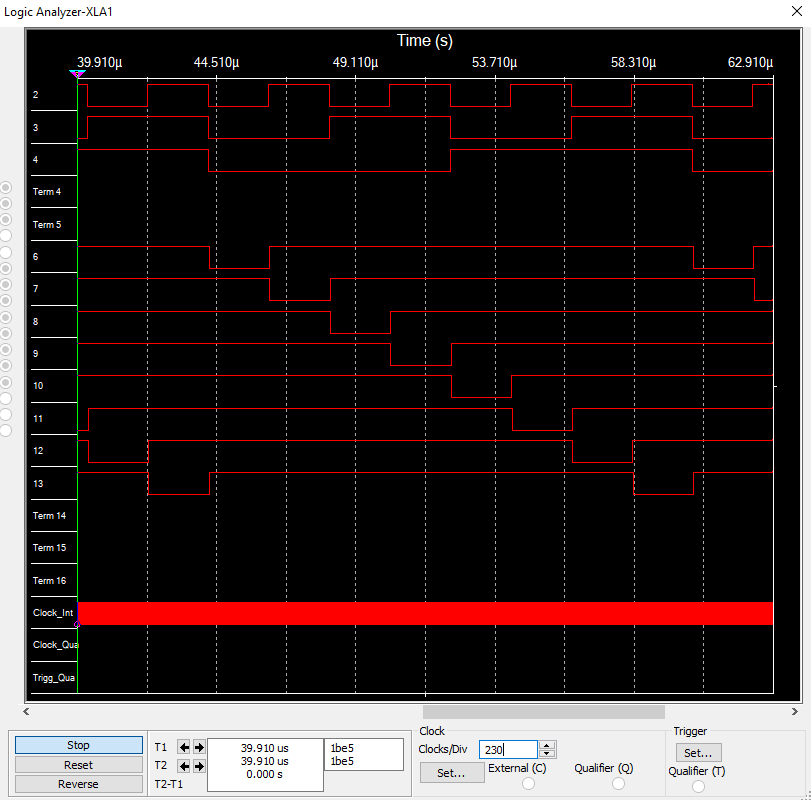 Logic Analyzer-XLA1
Time (s)
39.910µ 44.510µ 49.110µ 53.710µ 58.310µ 62.910µ
2
3
4
Term 4
Term 5
6
7
8
9
10
11
12
13
Term 14
Term 15
Term 16
Clock_Int
Clock_Qua
Trigg_Qua
Stop
Reset
Reverse
T1
T2
T2-T1
39.910 us
39.910 us
0.000 s
1be5
1be5
Clock
Clocks/Div 230
Set...
External (C)
Qualifier (Q)
Trigger
Set...
Qualifier (T)